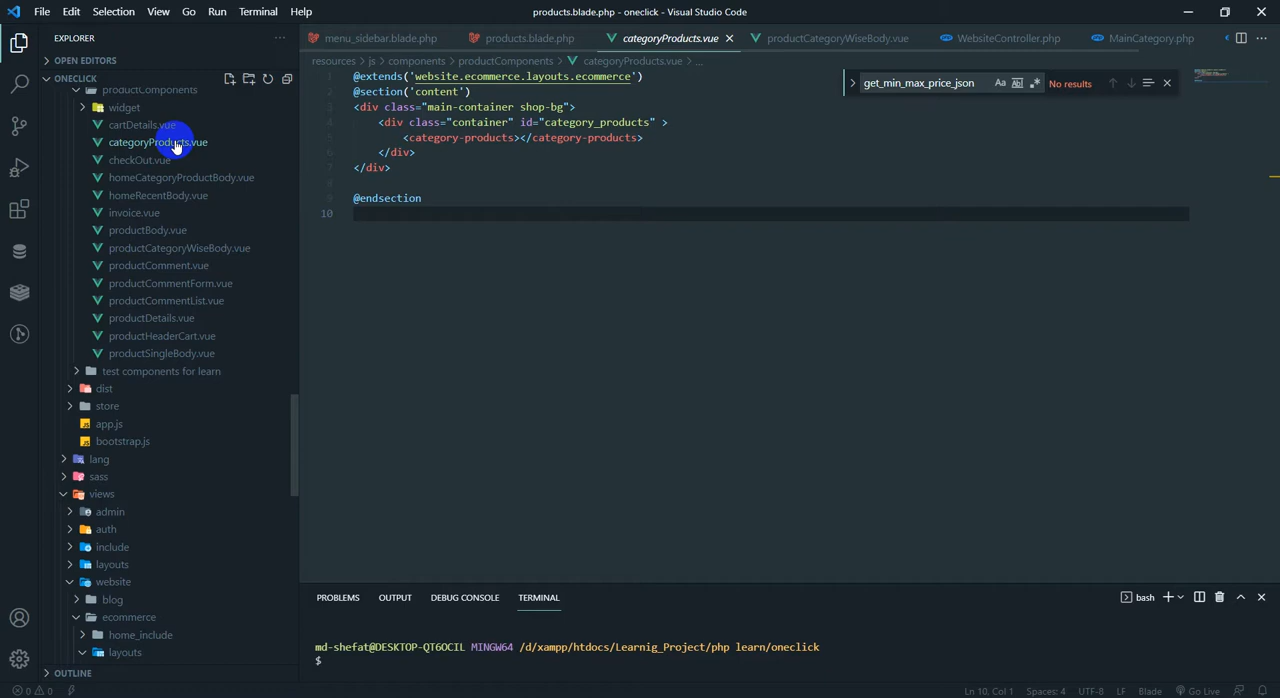 File Edit Selection View Go Run Terminal Help
products.blade.php - oneclick - Visual Studio Code
EXPLORER
OPEN EDITORS
ONECLICK
productComponents
widget
cartDetails.vue
categoryProducts.vue
checkOut.vue
homeCategoryProductBody.vue
homeRecentBody.vue
invoice.vue
productBody.vue
productCategoryWiseBody.vue
productComment.vue
productCommentForm.vue
productCommentList.vue
productDetails.vue
productHeaderCart.vue
productSingleBody.vue
test components for learn
dist
store
app.js
bootstrap.js
lang
sass
views
admin
auth
include
layouts
website
blog
ecommerce
home_include
layouts
OUTLINE
menu_sidebar.blade.php products.blade.php categoryProducts.vue productCategoryWiseBody.vue WebsiteController.php MainCategory.php
resources > js > components > productComponents > categoryProducts.vue > ...
get_min_max_price_json Aa Ab No results
1 @extends('website.ecommerce.layouts.ecommerce')
2 @section('content')
3 <div class="main-container shop-bg">
4 <div class="container" id="category_products" >
5 <category-products></category-products>
6 </div>
7 </div>
8
9 @endsection
10
PROBLEMS OUTPUT DEBUG CONSOLE TERMINAL
bash
md-shefat@DESKTOP-QT6OCIL MINGW64 /d/xampp/htdocs/Learnig_Project/php learn/oneclick
$
0 0
Ln 10, Col 1 Spaces: 4 UTF-8 LF Blade Go Live